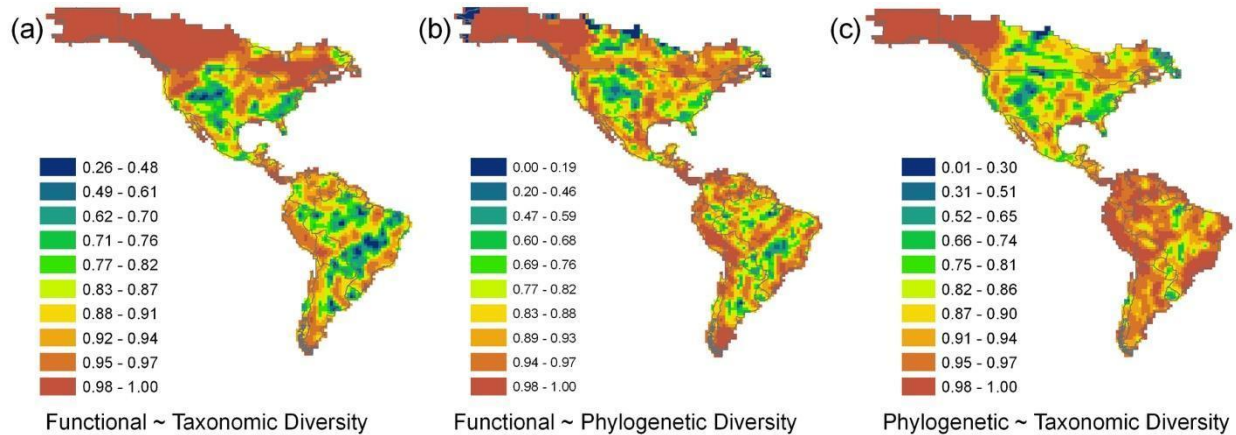 (a)
0.26 - 0.48
0.49 - 0.61
0.62 - 0.70
0.71 - 0.76
0.77 - 0.82
0.83 - 0.87
0.88 - 0.91
0.92 - 0.94
0.95 - 0.97
0.98 - 1.00
Functional ~ Taxonomic Diversity
(b)
0.00 - 0.19
0.20 - 0.46
0.47 - 0.59
0.60 - 0.68
0.69 - 0.76
0.77 - 0.82
0.83 - 0.88
0.89 - 0.93
0.94 - 0.97
0.98 - 1.00
Functional ~ Phylogenetic Diversity
(c)
0.01 - 0.30
0.31 - 0.51
0.52 - 0.65
0.66 - 0.74
0.75 - 0.81
0.82 - 0.86
0.87 - 0.90
0.91 - 0.94
0.95 - 0.97
0.98 - 1.00
Phylogenetic ~ Taxonomic Diversity